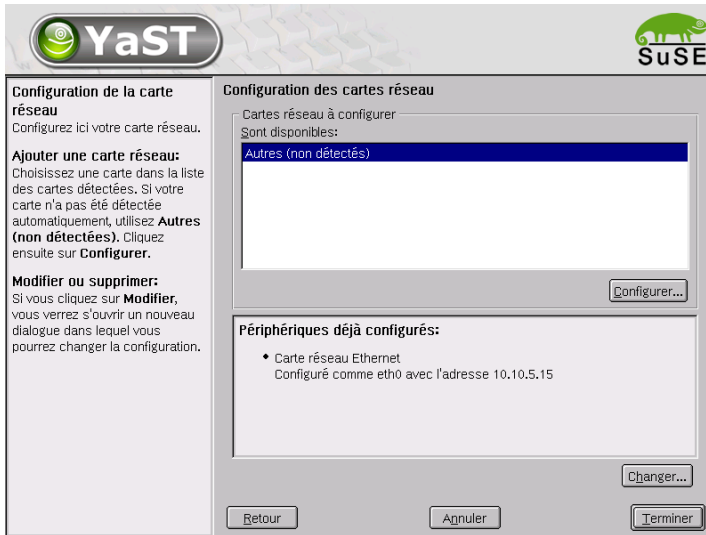 YaST
SuSE
Configuration de la carte
réseau
Configurez ici votre carte réseau.
Ajouter une carte réseau:
Choisissez une carte dans la liste
des cartes détectées. Si votre
carte n'a pas été détectée
automatiquement, utilisez Autres
(non détectées). Cliquez
ensuite sur Configurer.
Modifier ou supprimer:
Si vous cliquez sur Modifier,
vous verrez s'ouvrir un nouveau
dialogue dans lequel vous
pourrez changer la configuration.
Configuration des cartes réseau
Cartes réseau à configurer
Sont disponibles:
Autres (non détectés)
Configurer...
Périphériques déjà configurés:
Carte réseau Ethernet
Configuré comme eth0 avec l'adresse 10.10.5.15
Changer...
Retour
Annuler
Terminer